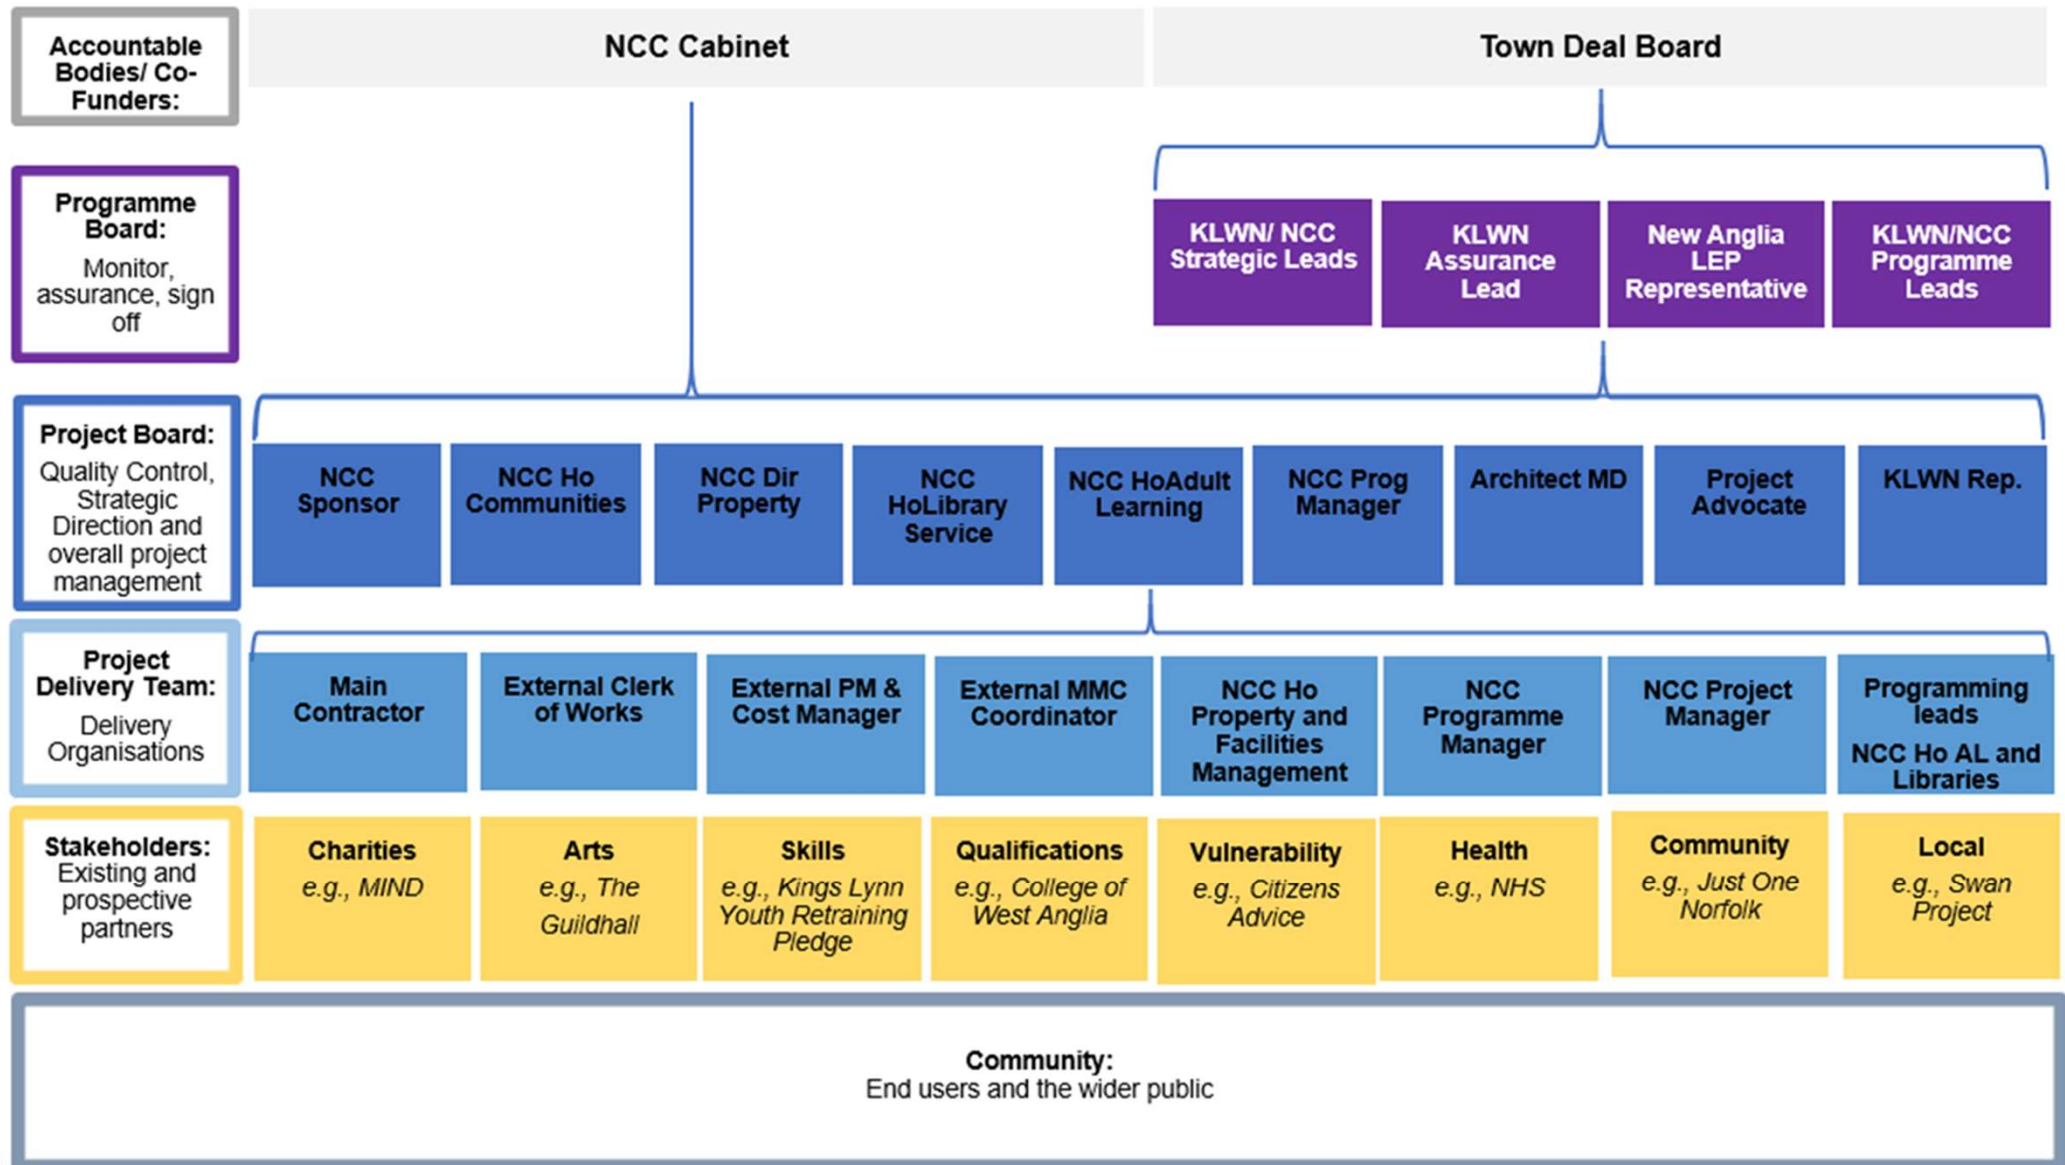 Accountable
Bodies/ Co-
Funders:
NCC Cabinet
Town Deal Board
Programme
Board:
Monitor,
assurance, sign
off
KLWN/ NCC
Strategic Leads
KLWN
Assurance
Lead
New Anglia
LEP
Representative
KLWN/NCC
Programme
Leads
Project Board:
Quality Control,
Strategic
Direction and
overall project
management
NCC
Sponsor
NCC Ho
Communities
NCC Dir
Property
NCC
HoLibrary
Service
NCC HoAdult
Learning
NCC Prog
Manager
Architect MD
Project
Advocate
KLWN Rep.
Project
Delivery Team:
Delivery
Organisations
Main
Contractor
External Clerk
of Works
External PM &
Cost Manager
External MMC
Coordinator
NCC Ho
Property and
Facilities
Management
NCC
Programme
Manager
NCC Project
Manager
Programming
leads
NCC Ho AL and
Libraries
Stakeholders:
Existing and
prospective
partners
Charities
e.g., MIND
Arts
e.g., The
Guildhall
Skills
e.g., Kings Lynn
Youth Retraining
Pledge
Qualifications
e.g., College of
West Anglia
Vulnerability
e.g., Citizens
Advice
Health
e.g., NHS
Community
e.g., Just One
Norfolk
Local
e.g., Swan
Project
Community:
End users and the wider public